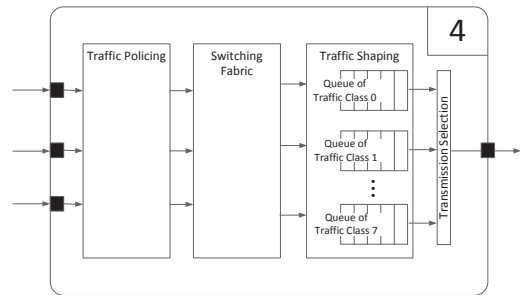 4
Traffic Policing
Switching
Fabric
Traffic Shaping
Queue of
Traffic Class 0
Queue of
Traffic Class 1
Queue of
Traffic Class 7
Transmission Selection